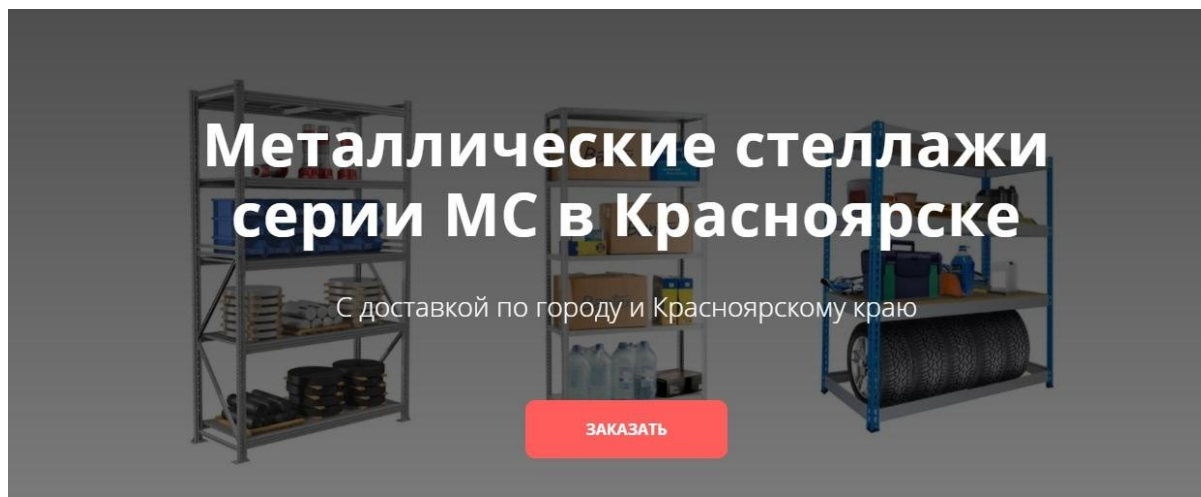 Металлические стеллажи
серии МС в Красноярске
С доставкой по городу и Красноярскому краю
ЗАКАЗАТЬ